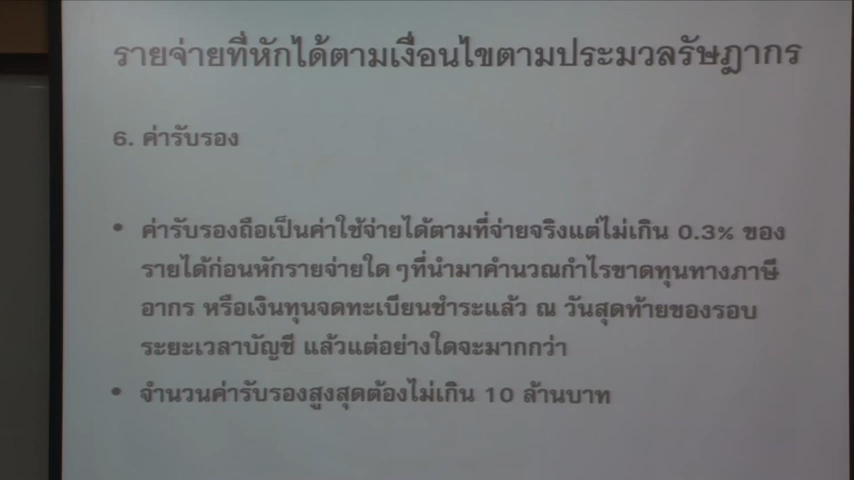 รายจ่ายที่หักได้ตามเงื่อนไขตามประมวลรัษฎากร
6. ค่ารับรอง
• ค่ารับรองถือเป็นค่าใช้จ่ายได้ตามที่จ่ายจริงแต่ไม่เกิน 0.3% ของ
รายได้ก่อนหักรายจ่ายใด ๆที่นำมาคำนวณกำไรขาดทุนทางภาษี
อากร หรือเงินทุนจดทะเบียนชำระแล้ว ณ วันสุดท้ายของรอบ
ระยะเวลาบัญชี แล้วแต่อย่างใดจะมากกว่า
• จำนวนค่ารับรองสูงสุดต้องไม่เกิน 10 ล้านบาท